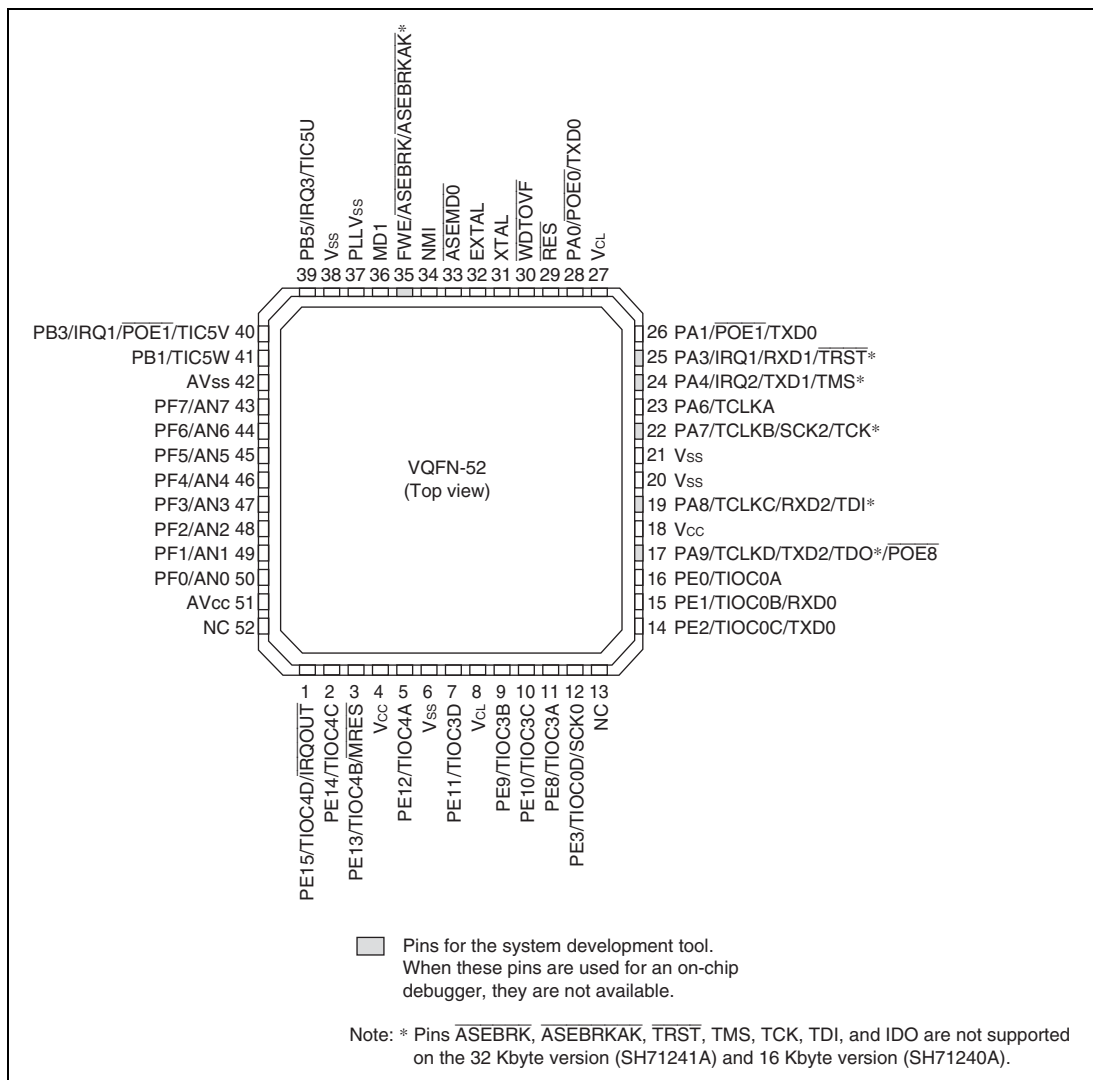 PB5/IRQ3/TIC5U
Vss
PLLVss
MD1
FWE/ASEBRK/ASEBRKAK*
NMI
ASEMD0
EXTAL
XTAL
WDTOVF
RES
PA0/POE0/TXD0
VCL
39 38 37 36 35 34 33 32 31 30 29 28 27
PB3/IRQ1/POE1/TIC5V 40
PB1/TIC5W 41
AVss 42
PF7/AN7 43
PF6/AN6 44
PF5/AN5 45
PF4/AN4 46
PF3/AN3 47
PF2/AN2 48
PF1/AN1 49
PF0/AN0 50
AVcc 51
NC 52
VQFN-52
(Top view)
26 PA1/POE1/TXD0
25 PA3/IRQ1/RXD1/TRST*
24 PA4/IRQ2/TXD1/TMS*
23 PA6/TCLKA
22 PA7/TCLKB/SCK2/TCK*
21 Vss
20 Vss
19 PA8/TCLKC/RXD2/TDI*
18 Vcc
17 PA9/TCLKD/TXD2/TDO*/POE8
16 PE0/TIOC0A
15 PE1/TIOC0B/RXD0
14 PE2/TIOC0C/TXD0
1 2 3 4 5 6 7 8 9 10 11 12 13
PE15/TIOC4D/IRQOUT
PE14/TIOC4C
PE13/TIOC4B/MRES
Vcc
PE12/TIOC4A
Vss
PE11/TIOC3D
VCL
PE9/TIOC3B
PE10/TIOC3C
PE8/TIOC3A
PE3/TIOC0D/SCK0
NC
Pins for the system development tool.
When these pins are used for an on-chip
debugger, they are not available.
Note: * Pins ASEBRK, ASEBRKAK, TRST, TMS, TCK, TDI, and IDO are not supported
on the 32 Kbyte version (SH71241A) and 16 Kbyte version (SH71240A).